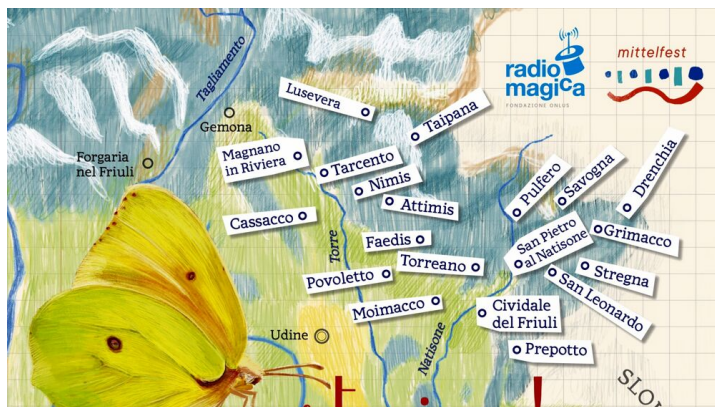 Tagliamento
radio
magica
FONDAZIONE ONLUS
mittelfest
Lusevera
Gemona
Taipana
Forgaria
nel Friuli
Magnano
in Riviera
Tarcento
Nimis
Attimis
Pulfero
Savogna
Drenchia
Cassacco
Torre
Faedis
San Pietro
al Natisone
Grimacco
Torreano
Povoletto
Stregna
San Leonardo
Moimacco
Cividale
del Friuli
Udine
Natisone
Prepotto